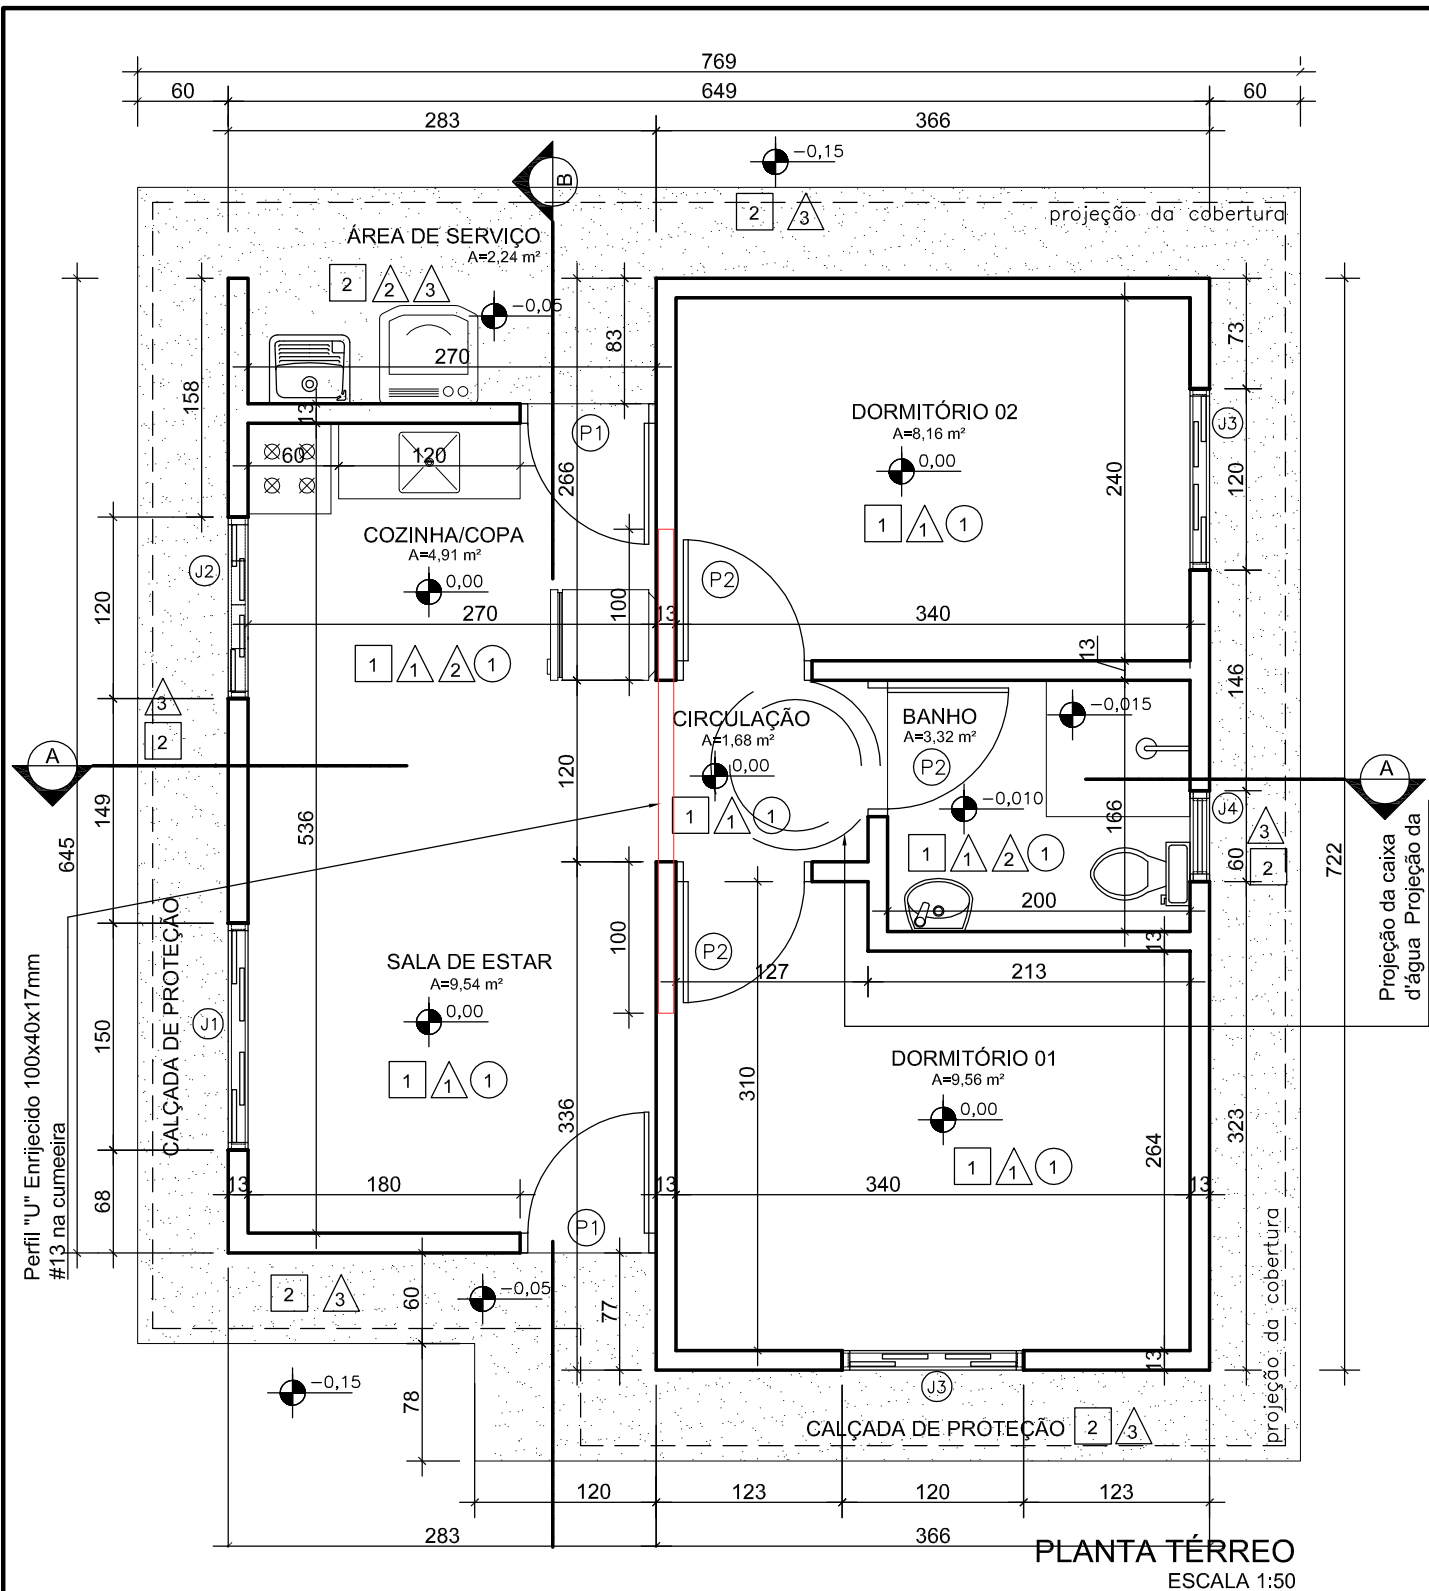 769
60
649
60
283
366
-0,15
B
2
3
projeção da cobertura
ÁREA DE SERVIÇO
A=2,24 m²
2
2
3
-0,05
270
83
73
158
13
P1
60
120
266
DORMITÓRIO 02
A=8,16 m²
0,00
1
1
1
240
J3
120
COZINHA/COPA
A=4,91 m²
0,00
J2
120
270
100
13
340
P2
1
1
2
1
13
146
3
2
CIRCULAÇÃO
A=1,68 m²
0,00
1
1
1
BANHO
A=3,32 m²
P2
-0,015
-0,010
1
1
2
1
166
A
A
J4
3
2
60
120
149
536
645
722
200
13
Projeção da caixa
d'água Projeção da
100
P2
127
213
SALA DE ESTAR
A=9,54 m²
0,00
1
1
1
J1
150
CALÇADA DE PROTEÇÃO
Perfil "U" Enrijecido 100x40x17mm
#13 na cumeeira
DORMITÓRIO 01
A=9,56 m²
0,00
1
1
1
310
336
264
323
68
13
180
13
340
13
P1
2
3
-0,05
60
77
13
J3
projeção da cobertura
-0,15
78
CALÇADA DE PROTEÇÃO
2
3
120
123
120
123
283
366
PLANTA TÉRREO
ESCALA 1:50